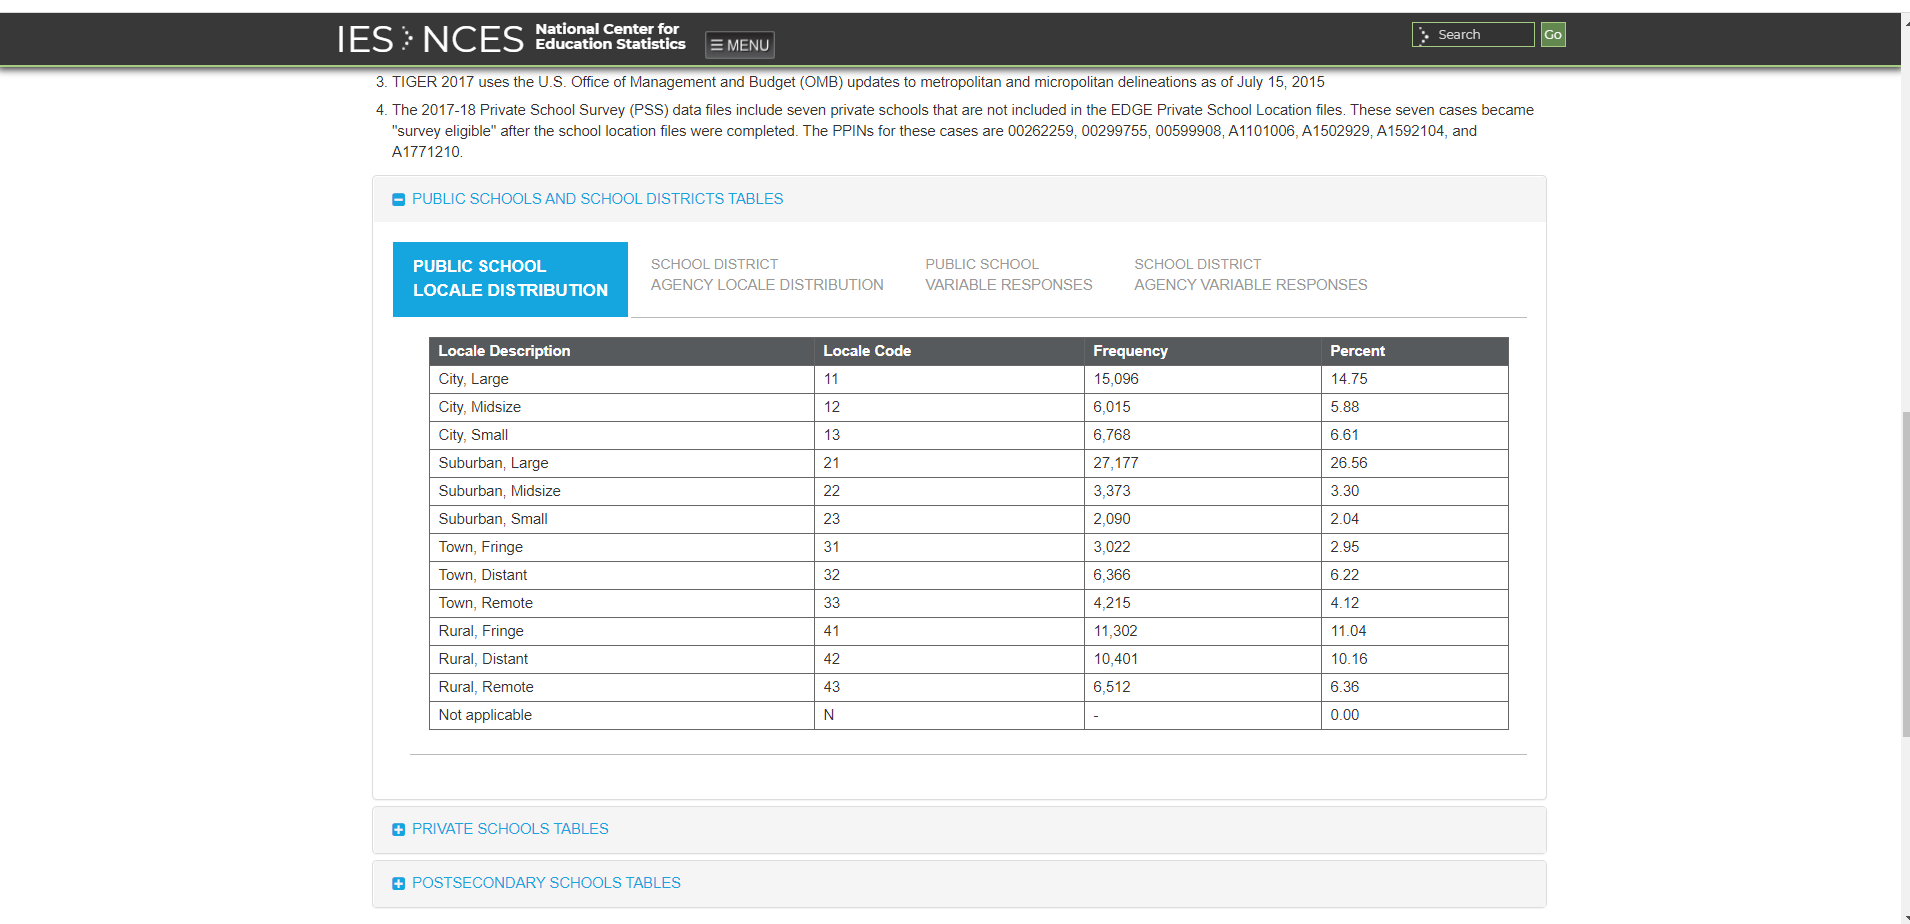 IES NCES National Center for Education Statistics
MENU
Search
Go
3. TIGER 2017 uses the U.S. Office of Management and Budget (OMB) updates to metropolitan and micropolitan delineations as of July 15, 2015
4. The 2017-18 Private School Survey (PSS) data files include seven private schools that are not included in the EDGE Private School Location files. These seven cases became
"survey eligible" after the school location files were completed. The PPINs for these cases are 00262259, 00299755, 00599908, A1101006, A1502929, A1592104, and
A1771210.
PUBLIC SCHOOLS AND SCHOOL DISTRICTS TABLES
PUBLIC SCHOOL
LOCALE DISTRIBUTION
SCHOOL DISTRICT
AGENCY LOCALE DISTRIBUTION
PUBLIC SCHOOL
VARIABLE RESPONSES
SCHOOL DISTRICT
AGENCY VARIABLE RESPONSES
Locale Description Locale Code Frequency Percent
City, Large 11 15,096 14.75
City, Midsize 12 6,015 5.88
City, Small 13 6,768 6.61
Suburban, Large 21 27,177 26.56
Suburban, Midsize 22 3,373 3.30
Suburban, Small 23 2,090 2.04
Town, Fringe 31 3,022 2.95
Town, Distant 32 6,366 6.22
Town, Remote 33 4,215 4.12
Rural, Fringe 41 11,302 11.04
Rural, Distant 42 10,401 10.16
Rural, Remote 43 6,512 6.36
Not applicable N - 0.00
PRIVATE SCHOOLS TABLES
POSTSECONDARY SCHOOLS TABLES